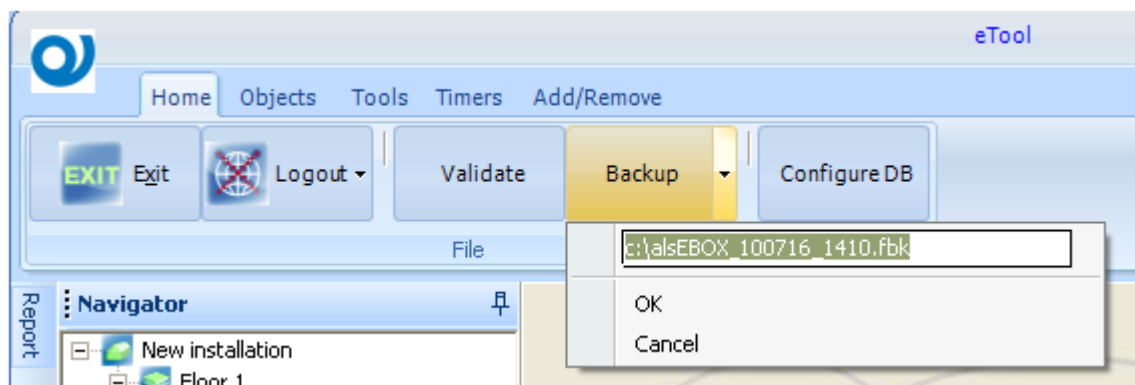 eTool
Home Objects Tools Timers Add/Remove
EXIT Exit Logout Validate Backup Configure DB
File
c:\alsEBOX_100716_1410.fbk
OK
Cancel
Report
Navigator
New installation
Floor 1